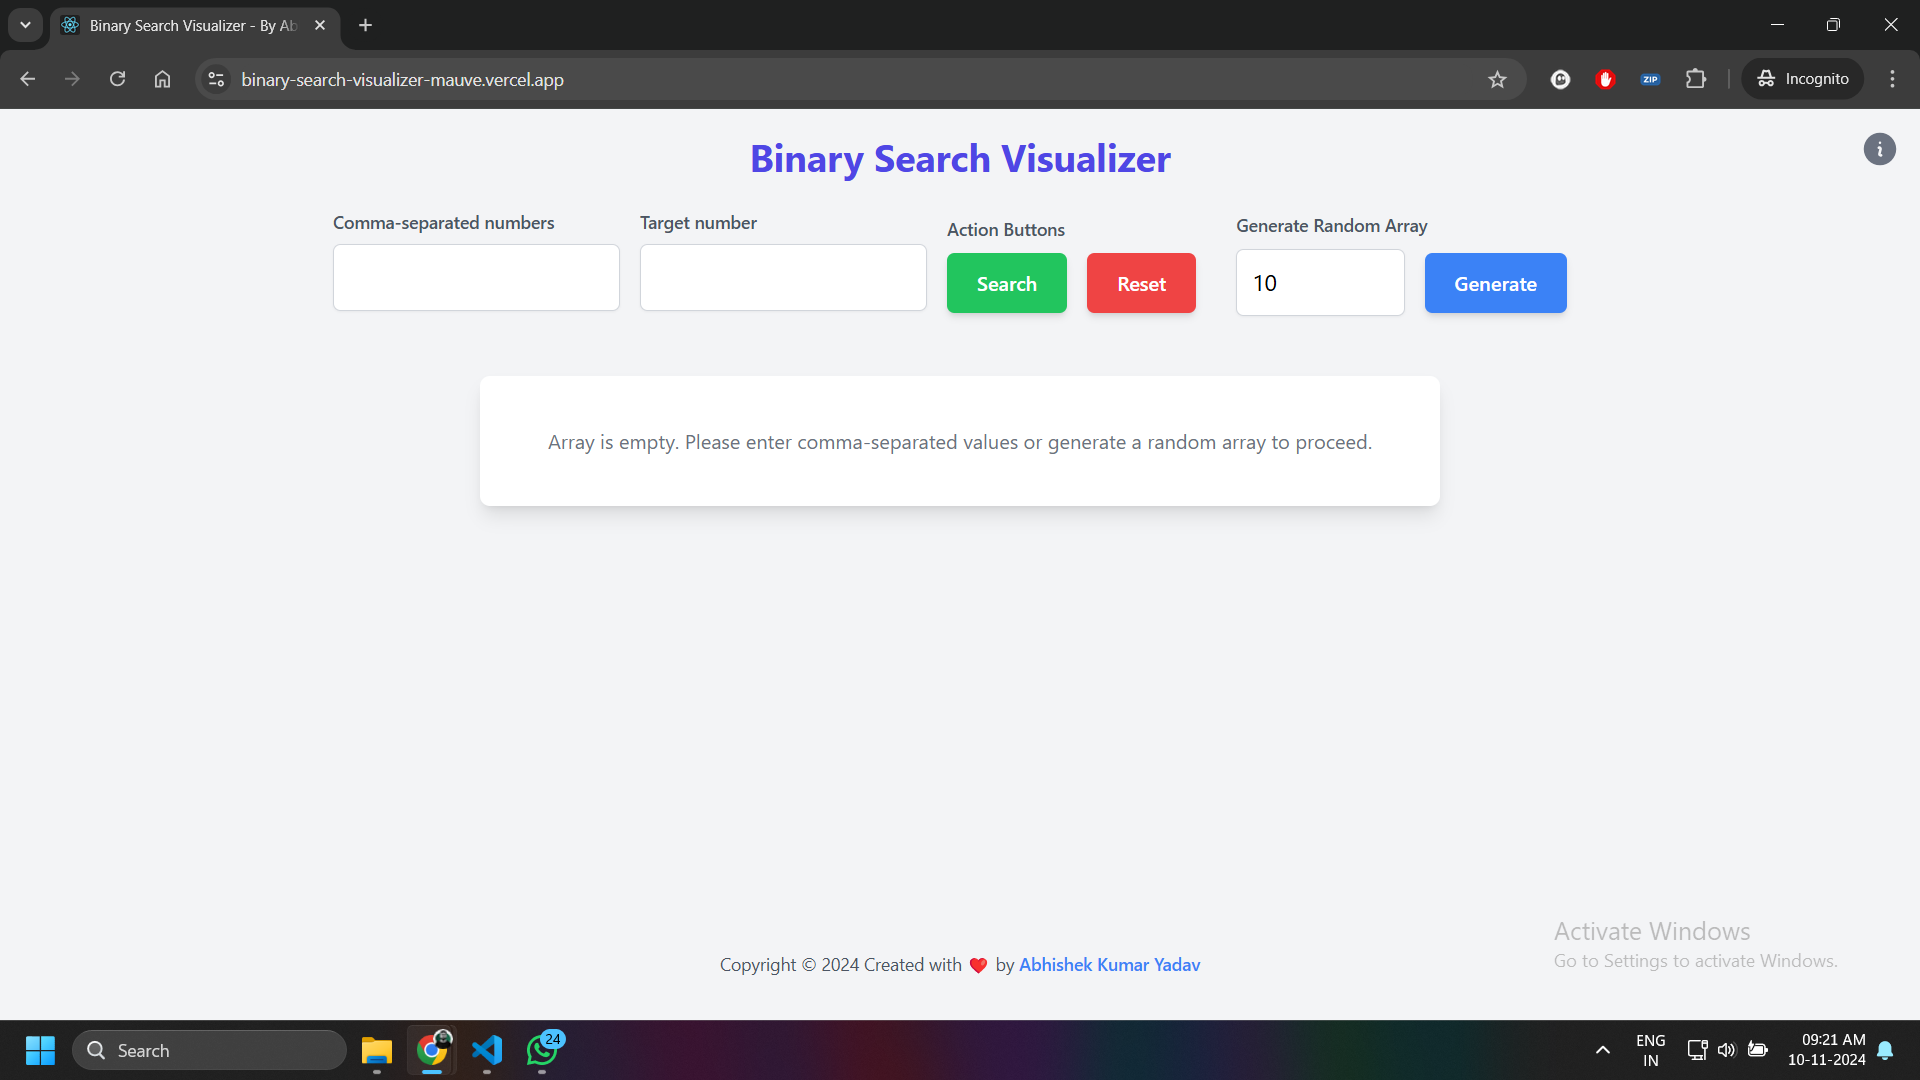 Binary Search Visualizer - By Ab
binary-search-visualizer-mauve.vercel.app
ZIP
Incognito
Binary Search Visualizer
Comma-separated numbers
Target number
Action Buttons
Search
Reset
Generate Random Array
10
Generate
Array is empty. Please enter comma-separated values or generate a random array to proceed.
Activate Windows
Go to Settings to activate Windows.
Copyright © 2024 Created with ❤️ by Abhishek Kumar Yadav
Search
24
ENG
IN
09:21 AM
10-11-2024